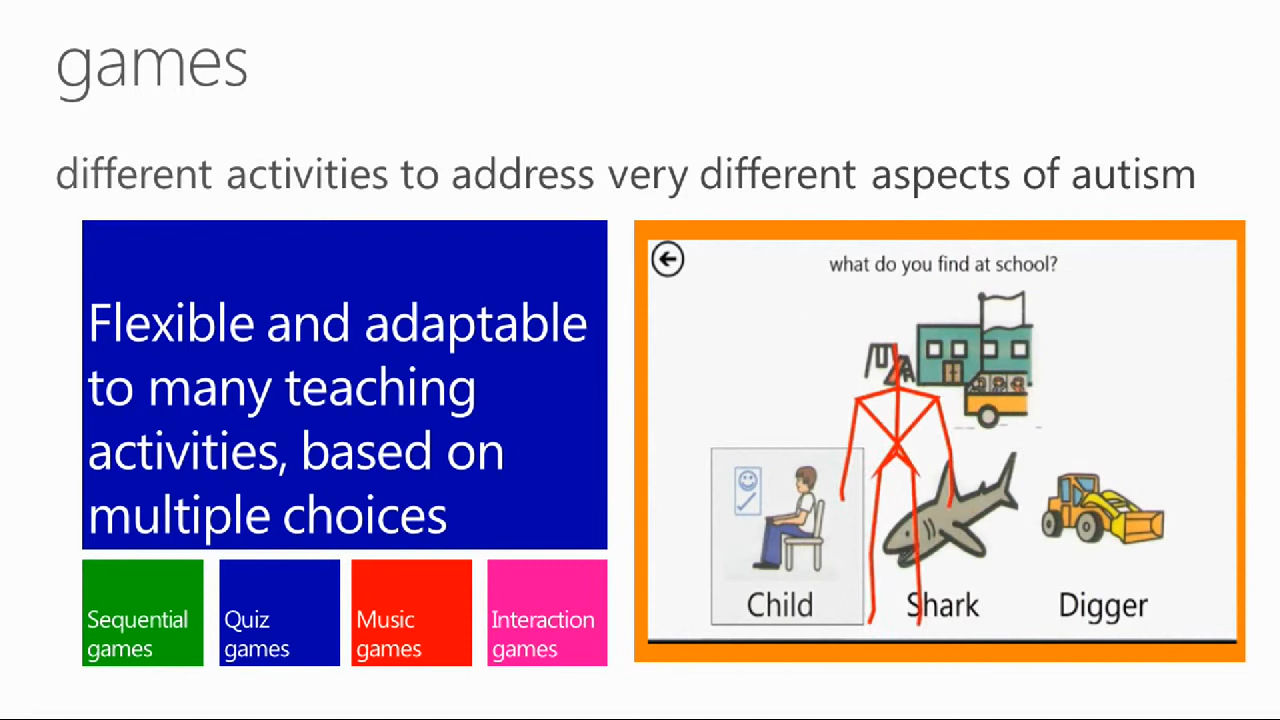 games
different activities to address very different aspects of autism
Flexible and adaptable
to many teaching
activities, based on
multiple choices
Sequential
games
Quiz
games
Music
games
Interaction
games
what do you find at school?
Child
Shark
Digger